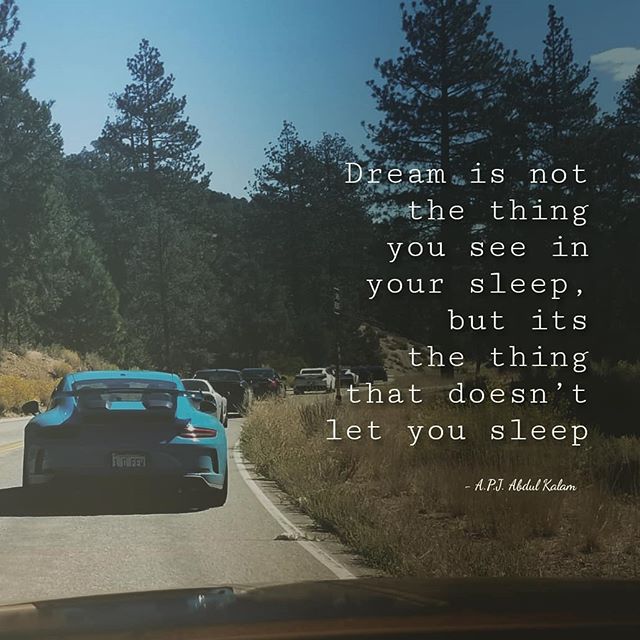 Dream is not
the thing
you see in
your sleep,
but its
the thing
that doesn't
let you sleep
- A.P.J. Abdul Kalam